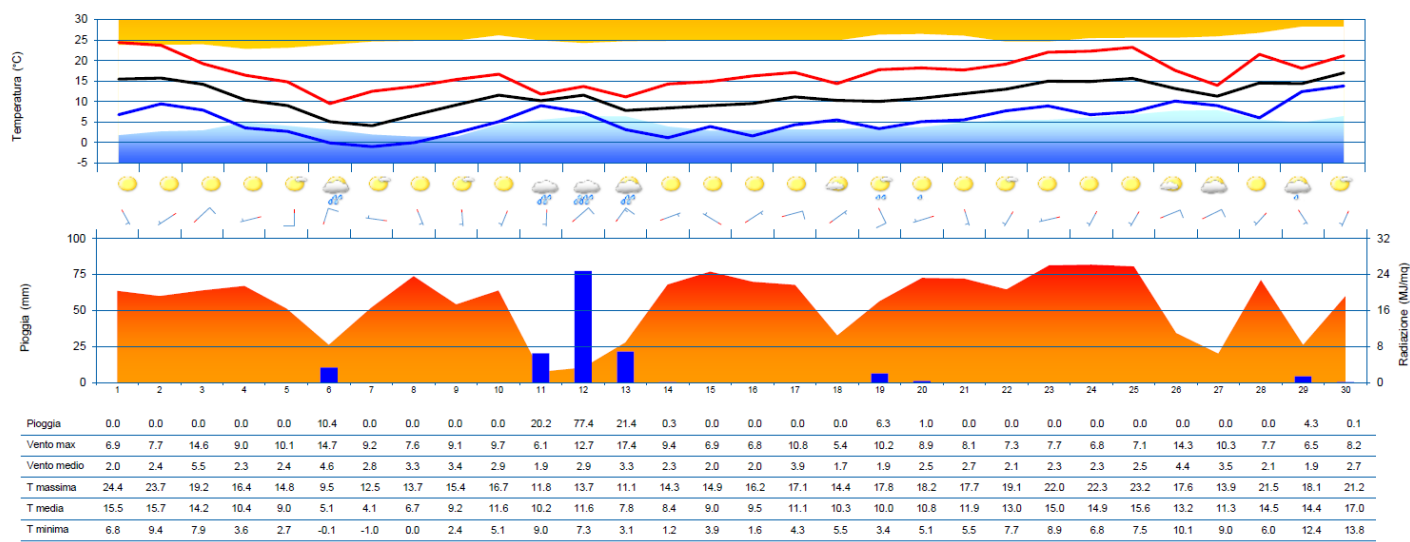 30
25
20
15
10
5
0
-5
Temperatura (°C)
100 32
75 24
50 16
25 8
0 0
Pioggia (mm)
Radiazione (MJ/mq)
1 2 3 4 5 6 7 8 9 10 11 12 13 14 15 16 17 18 19 20 21 22 23 24 25 26 27 28 29 30
Pioggia 0.0 0.0 0.0 0.0 0.0 10.4 0.0 0.0 0.0 0.0 20.2 77.4 21.4 0.3 0.0 0.0 0.0 0.0 6.3 1.0 0.0 0.0 0.0 0.0 0.0 0.0 0.0 0.0 4.3 0.1
Vento max 6.9 7.7 14.6 9.0 10.1 14.7 9.2 7.6 9.1 9.7 6.1 12.7 17.4 9.4 6.9 6.8 10.8 5.4 10.2 8.9 8.1 7.3 7.7 6.8 7.1 14.3 10.3 7.7 6.5 8.2
Vento medio 2.0 2.4 5.5 2.3 2.4 4.6 2.8 3.3 3.4 2.9 1.9 2.9 3.3 2.3 2.0 2.0 3.9 1.7 1.9 2.5 2.7 2.1 2.3 2.3 2.5 4.4 3.5 2.1 1.9 2.7
T massima 24.4 23.7 19.2 16.4 14.8 9.5 12.5 13.7 15.4 16.7 11.8 13.7 11.1 14.3 14.9 16.2 17.1 14.4 17.8 18.2 17.7 19.1 22.0 22.3 23.2 17.6 13.9 21.5 18.1 21.2
T media 15.5 15.7 14.2 10.4 9.0 5.1 4.1 6.7 9.2 11.6 10.2 11.6 7.8 8.4 9.0 9.5 11.1 10.3 10.0 10.8 11.9 13.0 15.0 14.9 15.6 13.2 11.3 14.5 14.4 17.0
T minima 6.8 9.4 7.9 3.6 2.7 -0.1 -1.0 0.0 2.4 5.1 9.0 7.3 3.1 1.2 3.9 1.6 4.3 5.5 3.4 5.1 5.5 7.7 8.9 6.8 7.5 10.1 9.0 6.0 12.4 13.8